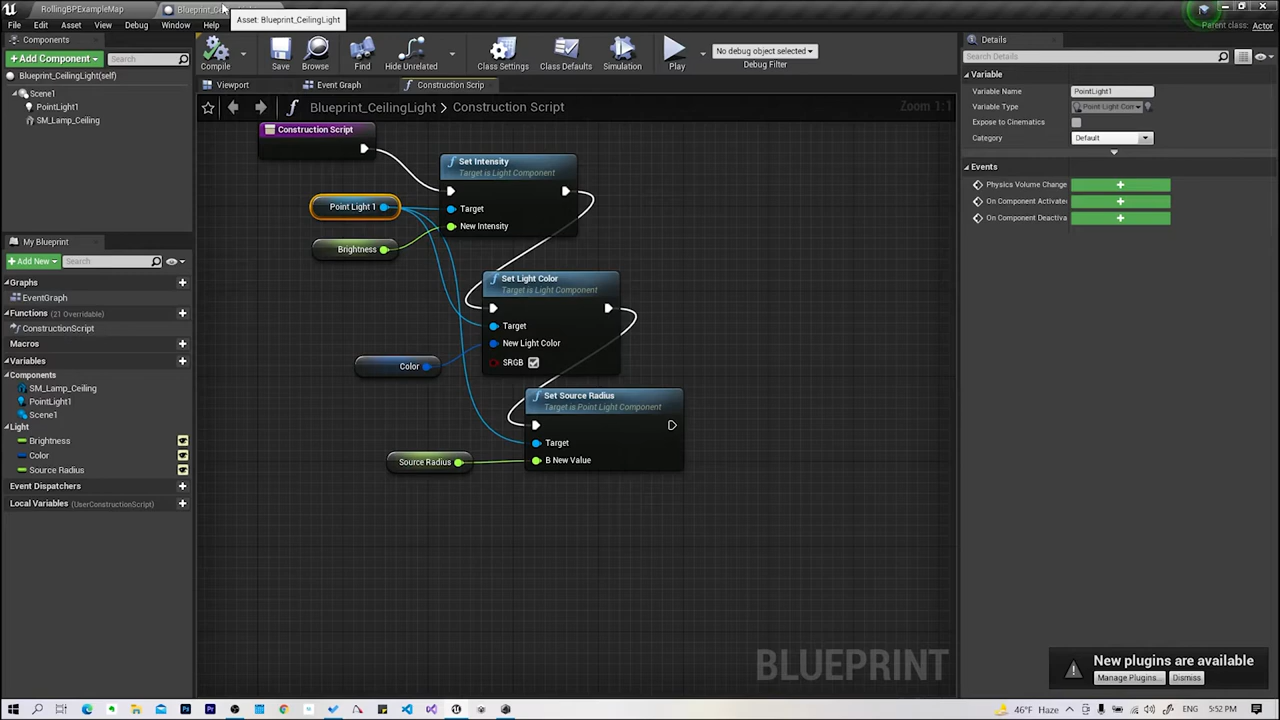 RollingBPExampleMap
Blueprint_CeilingLight
Asset: Blueprint_CeilingLight
Parent class: Actor
File Edit Asset View Debug Window Help
Components
+ Add Component
Search
Blueprint_CeilingLight(self)
Scene1
PointLight1
SM_Lamp_Ceiling
Compile
Save
Browse
Find
Hide Unrelated
Class Settings
Class Defaults
Simulation
Play
No debug object selected
Debug Filter
Viewport
Event Graph
Construction Scrip
Blueprint_CeilingLight > Construction Script
Zoom 1:1
Construction Script
Set Intensity
Target is Light Component
Point Light 1
Target
Brightness
New Intensity
Set Light Color
Target is Light Component
Target
Color
New Light Color
SRGB
Set Source Radius
Target is Point Light Component
Target
Source Radius
B New Value
BLUEPRINT
My Blueprint
+ Add New
Search
Graphs
EventGraph
Functions (21 Overridable)
ConstructionScript
Macros
Variables
Components
SM_Lamp_Ceiling
PointLight1
Scene1
Light
Brightness
Color
Source Radius
Event Dispatchers
Local Variables (UserConstructionScript)
Details
Search Details
Variable
Variable Name PointLight1
Variable Type Point Light Com
Expose to Cinematics
Category Default
Events
Physics Volume Change
On Component Activate
On Component Deactiva
New plugins are available
Manage Plugins... Dismiss
46°F Haze
ENG 5:52 PM